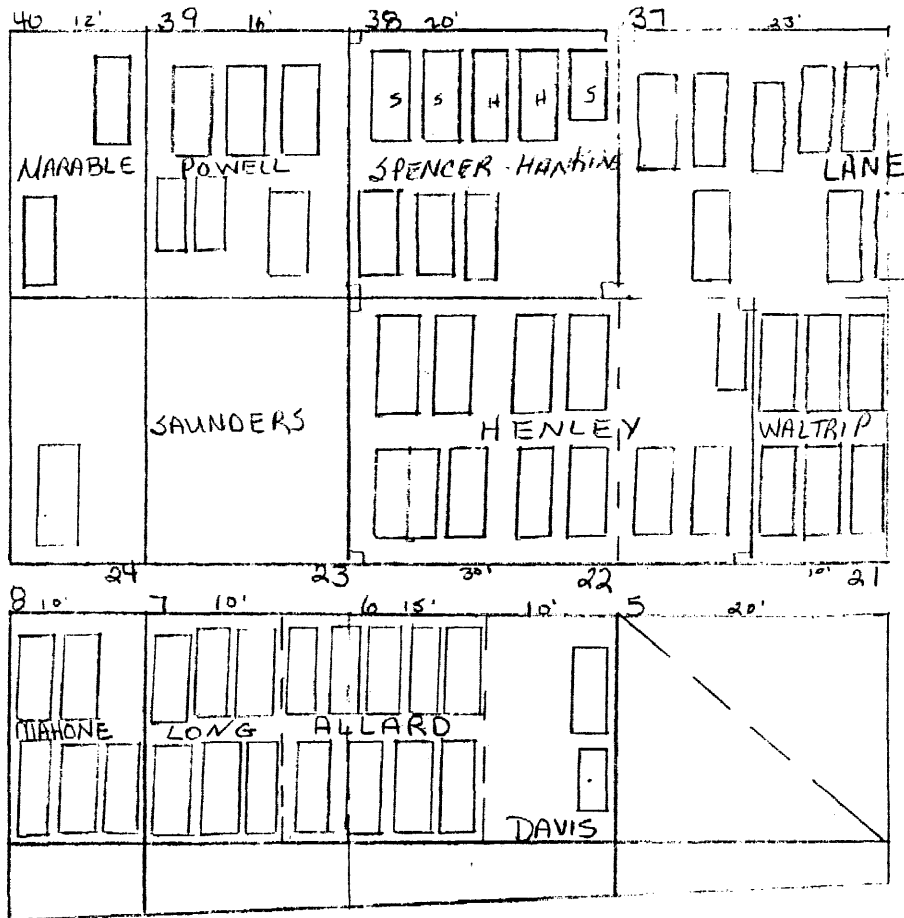 40 12' 39 16' 38 20' 37 23'
S S H H S
MARABLE POWELL SPENCER-HANKINS LANE
SAUNDERS HENLEY WALTRIP
24 23 30' 22 10' 21
8 10' 7 10' 6 15' 10' 5 20'
MAHONE LONG ALLARD
DAVIS